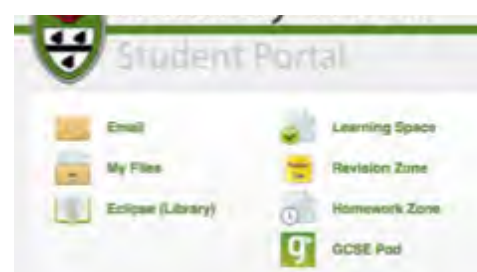 Student Portal
Email
My Files
Eclipse (Library)
Learning Space
Revision Zone
Homework Zone
GCSE Pod